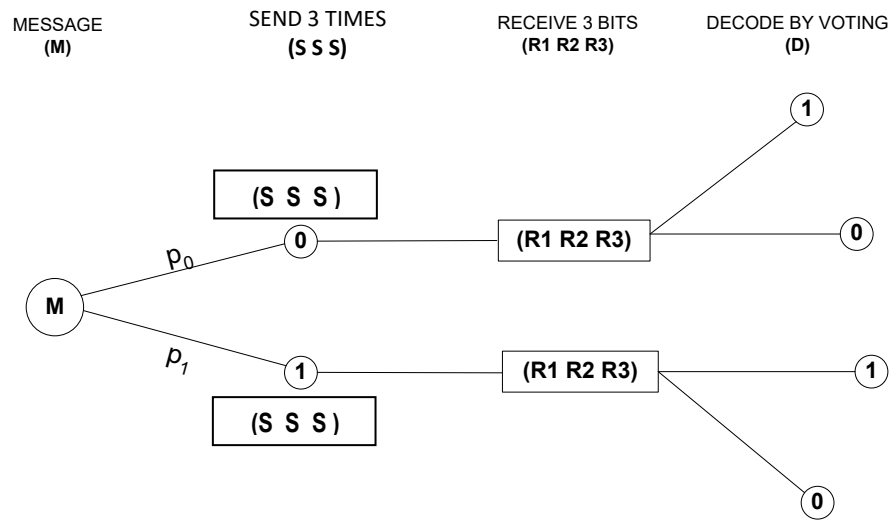 MESSAGE
(M)
SEND 3 TIMES
(S S S)
RECEIVE 3 BITS
(R1 R2 R3)
DECODE BY VOTING
(D)
1
(S S S )
0
(R1 R2 R3)
0
p0
M
p1
1
(R1 R2 R3)
1
(S S S )
0